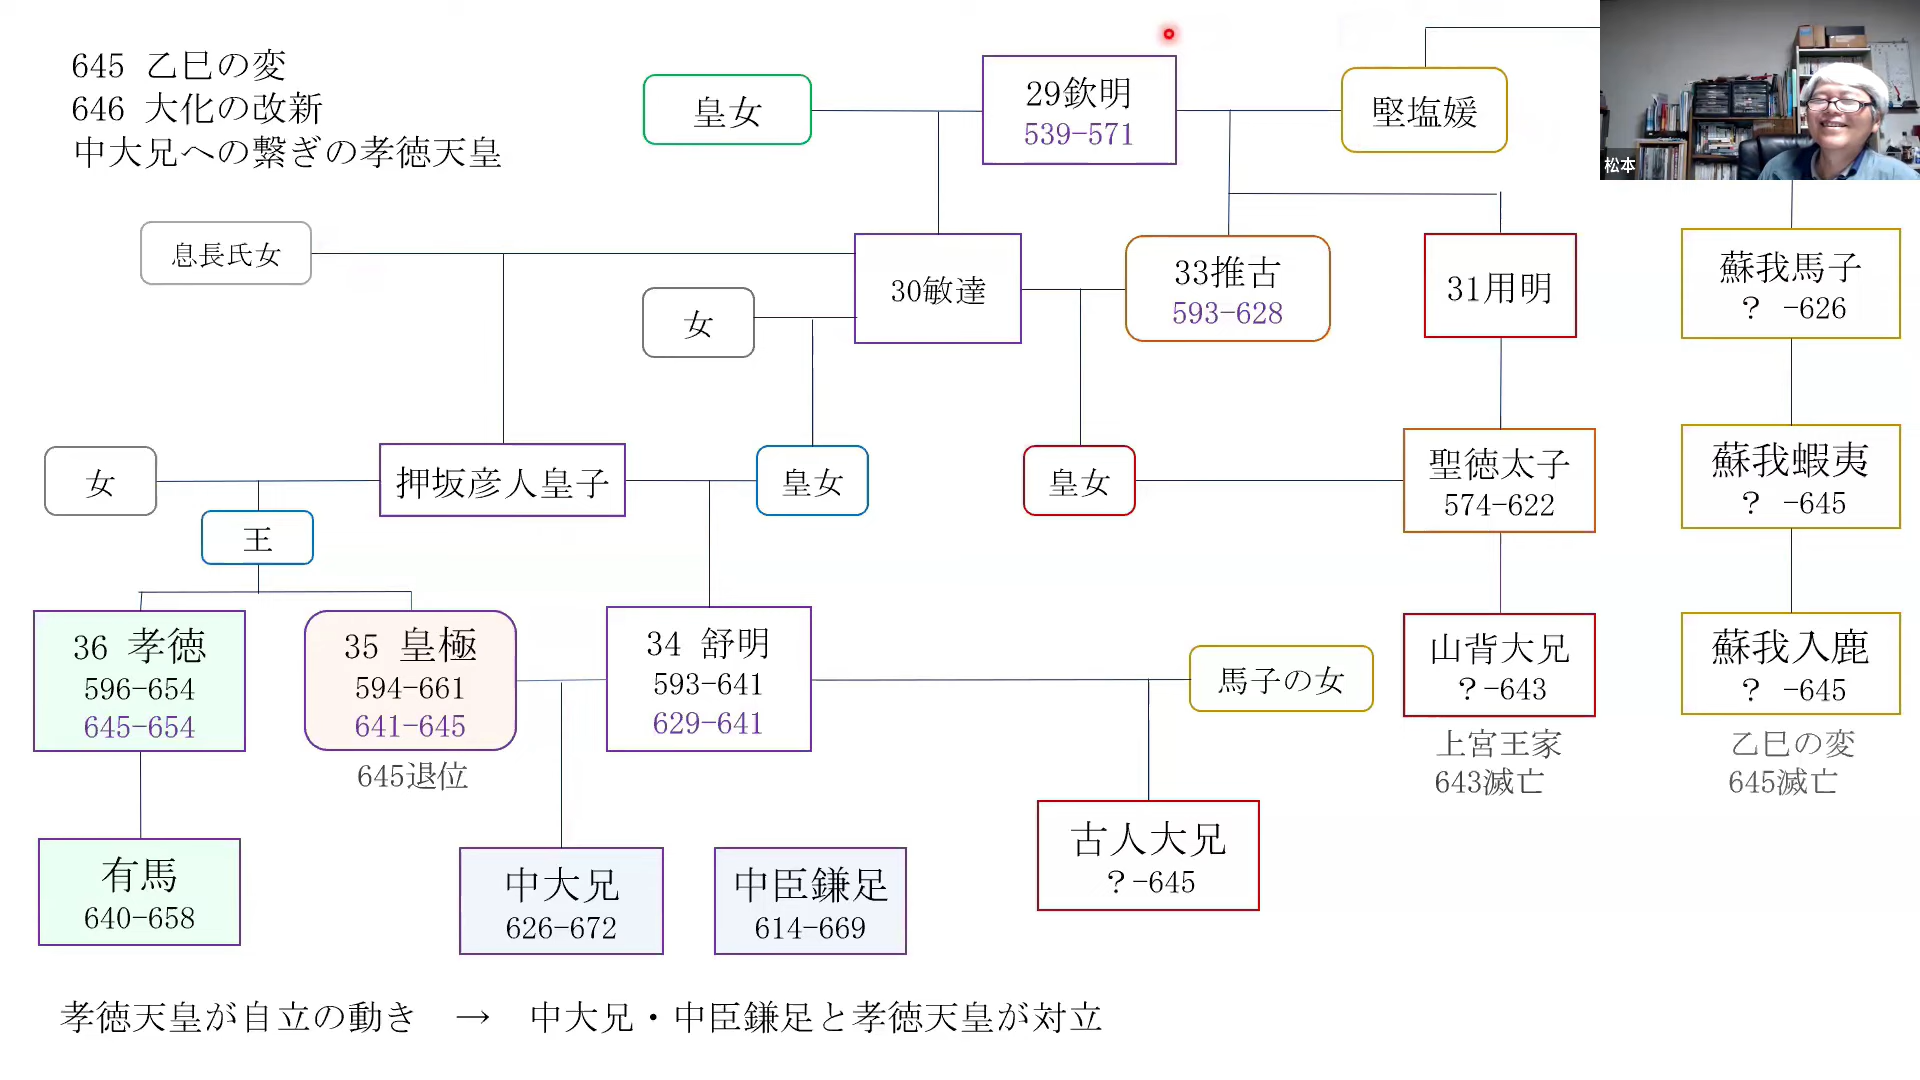 645 乙巳の変
646 大化の改新
中大兄への繋ぎの孝徳天皇
皇女
29欽明
539-571
堅塩媛
松本
息長氏女
女
30敏達
33推古
593-628
31用明
蘇我馬子
? -626
女
押坂彦人皇子
皇女
皇女
聖徳太子
574-622
蘇我蝦夷
? -645
王
36 孝徳
596-654
645-654
35 皇極
594-661
641-645
645退位
34 舒明
593-641
629-641
馬子の女
山背大兄
?-643
上宮王家
643滅亡
蘇我入鹿
? -645
乙巳の変
645滅亡
有馬
640-658
中大兄
626-672
中臣鎌足
614-669
古人大兄
?-645
孝徳天皇が自立の動き → 中大兄・中臣鎌足と孝徳天皇が対立